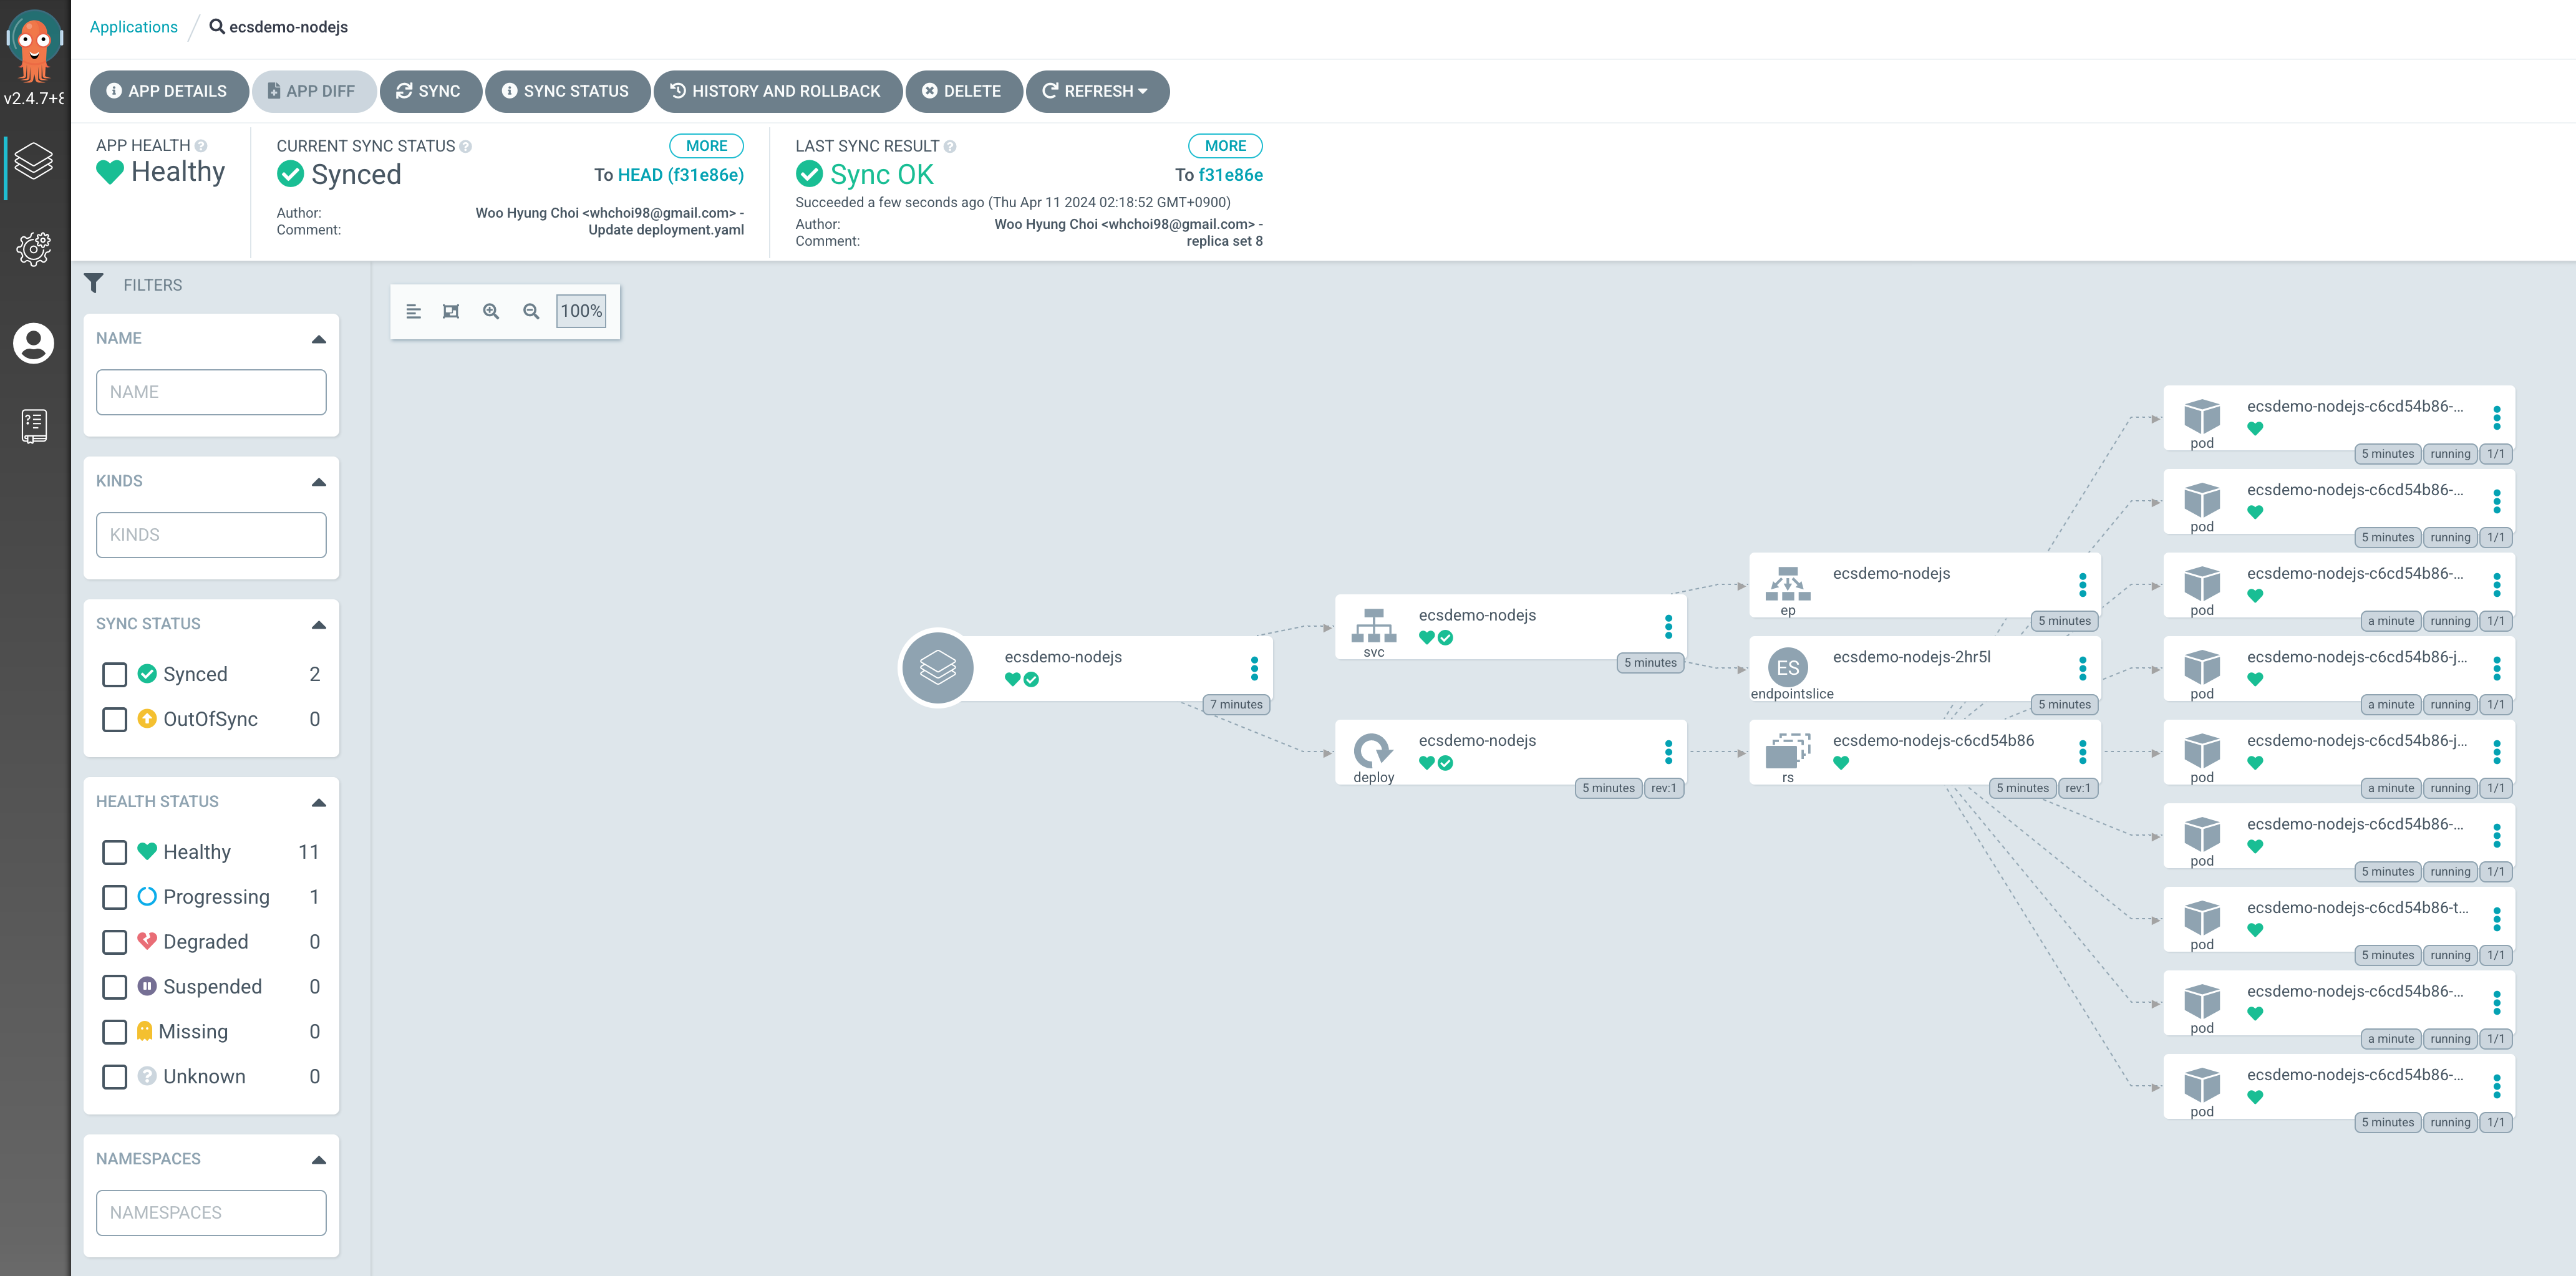 Applications / ecsdemo-nodejs
v2.4.7+8
APP DETAILS
APP DIFF
SYNC
SYNC STATUS
HISTORY AND ROLLBACK
DELETE
REFRESH
APP HEALTH
Healthy
CURRENT SYNC STATUS
MORE
Synced
To HEAD (f31e86e)
Author: Woo Hyung Choi <whchoi98@gmail.com> -
Comment: Update deployment.yaml
LAST SYNC RESULT
MORE
Sync OK
To f31e86e
Succeeded a few seconds ago (Thu Apr 11 2024 02:18:52 GMT+0900)
Author: Woo Hyung Choi <whchoi98@gmail.com> -
Comment: replica set 8
FILTERS
NAME
NAME
KINDS
KINDS
SYNC STATUS
Synced 2
OutOfSync 0
HEALTH STATUS
Healthy 11
Progressing 1
Degraded 0
Suspended 0
Missing 0
Unknown 0
NAMESPACES
NAMESPACES
100%
ecsdemo-nodejs
7 minutes
ecsdemo-nodejs
svc
5 minutes
ecsdemo-nodejs
deploy
5 minutes rev:1
ecsdemo-nodejs
ep
5 minutes
ES
ecsdemo-nodejs-2hr5l
endpointslice
5 minutes
ecsdemo-nodejs-c6cd54b86
rs
5 minutes rev:1
ecsdemo-nodejs-c6cd54b86-...
pod
5 minutes running 1/1
ecsdemo-nodejs-c6cd54b86-...
pod
5 minutes running 1/1
ecsdemo-nodejs-c6cd54b86-...
pod
a minute running 1/1
ecsdemo-nodejs-c6cd54b86-j...
pod
a minute running 1/1
ecsdemo-nodejs-c6cd54b86-j...
pod
a minute running 1/1
ecsdemo-nodejs-c6cd54b86-...
pod
5 minutes running 1/1
ecsdemo-nodejs-c6cd54b86-t...
pod
5 minutes running 1/1
ecsdemo-nodejs-c6cd54b86-...
pod
a minute running 1/1
ecsdemo-nodejs-c6cd54b86-...
pod
5 minutes running 1/1